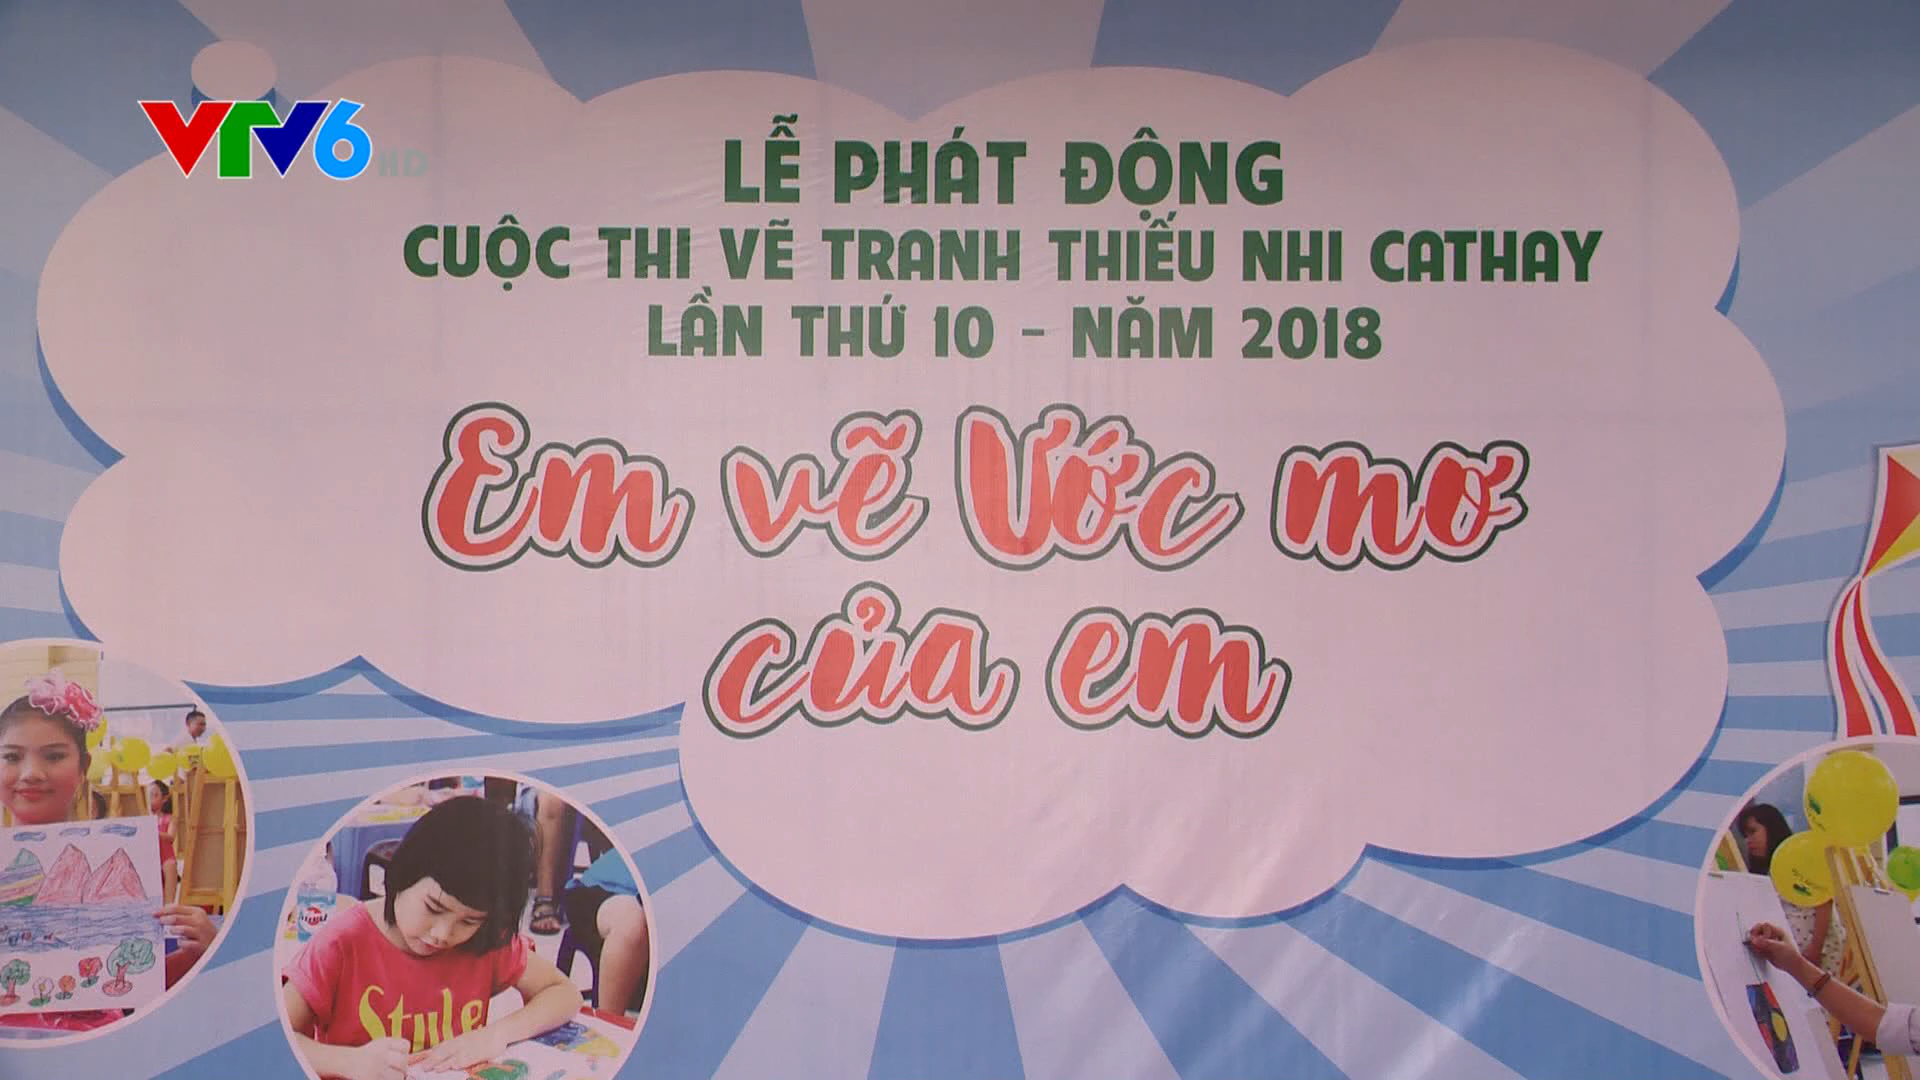 VTV6 HD
LỄ PHÁT ĐỘNG
CUỘC THI VẼ TRANH THIẾU NHI CATHAY
LẦN THỨ 10 - NĂM 2018
Em vẽ Ước mơ
của em
Style